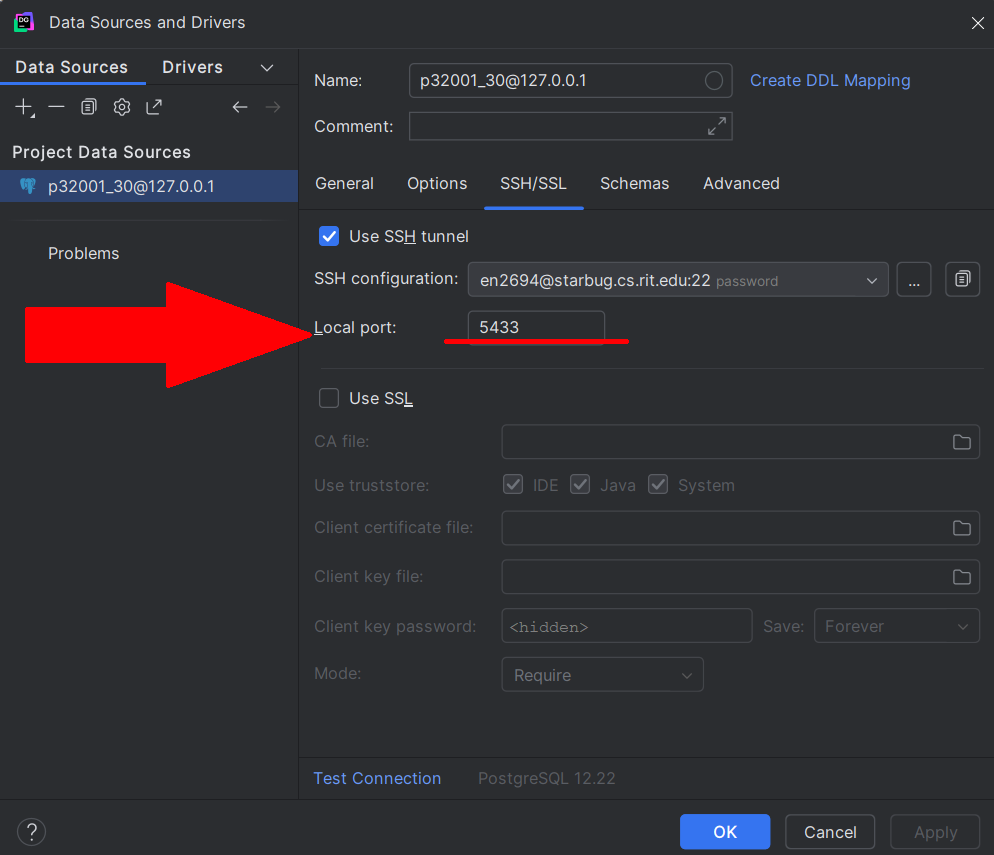 DG
Data Sources and Drivers
Data Sources Drivers
Project Data Sources
p32001_30@127.0.0.1
Problems
Name: p32001_30@127.0.0.1 Create DDL Mapping
Comment:
General Options SSH/SSL Schemas Advanced
Use SSH tunnel
SSH configuration: en2694@starbug.cs.rit.edu:22 password ...
Local port: 5433
Use SSL
CA file:
Use truststore: IDE Java System
Client certificate file:
Client key file:
Client key password: <hidden> Save: Forever
Mode: Require
Test Connection PostgreSQL 12.22
? OK Cancel Apply